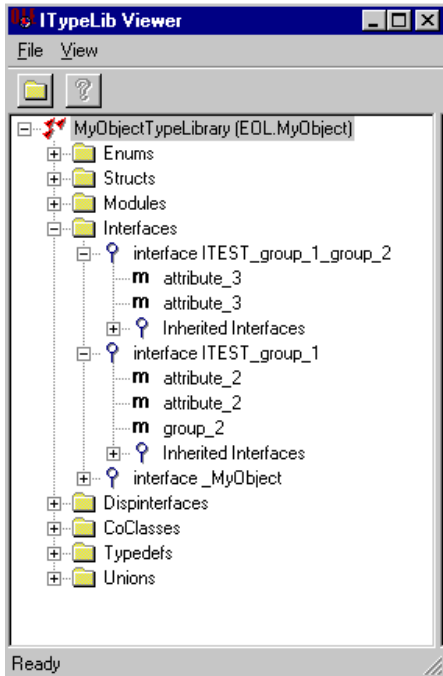 ITypeLib Viewer
File View
MyObjectTypeLibrary (EOL.MyObject)
Enums
Structs
Modules
Interfaces
interface ITEST_group_1_group_2
m attribute_3
m attribute_3
Inherited Interfaces
interface ITEST_group_1
m attribute_2
m attribute_2
m group_2
Inherited Interfaces
interface _MyObject
Dispinterfaces
CoClasses
Typedefs
Unions
Ready